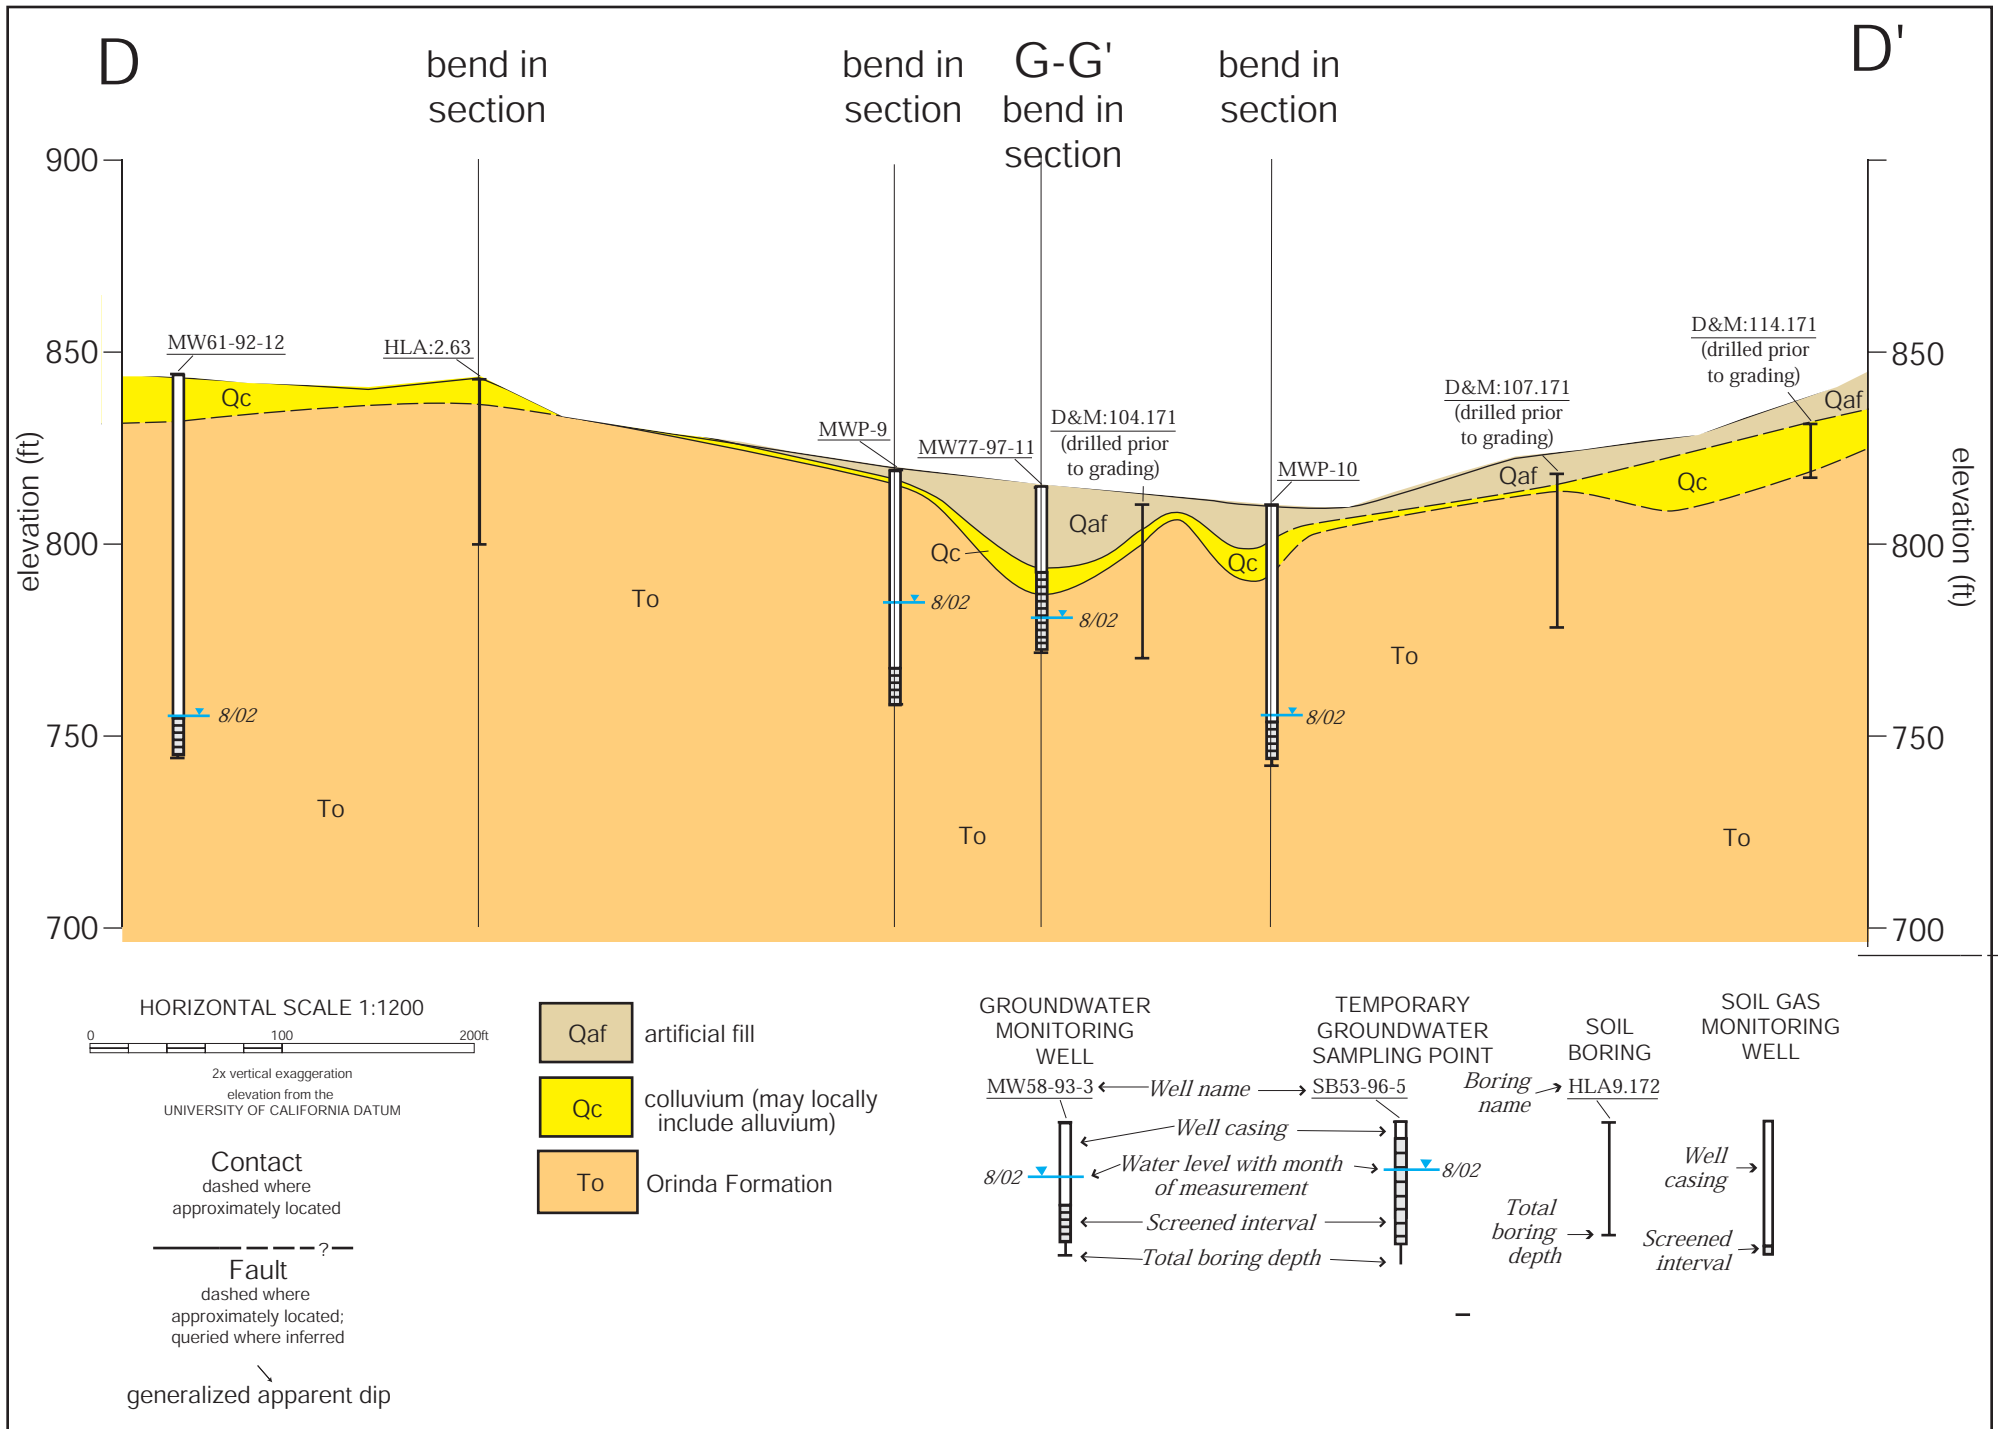 D
D'
bend in
section
bend in
section
G-G'
bend in
section
bend in
section
900
850
800
750
700
elevation (ft)
850
800
750
700
elevation (ft)
MW61-92-12
HLA:2.63
MWP-9
MW77-97-11
D&M:104.171
(drilled prior
to grading)
MWP-10
D&M:107.171
(drilled prior
to grading)
D&M:114.171
(drilled prior
to grading)
Qc
Qc
Qaf
Qc
Qaf
Qc
Qaf
8/02
8/02
8/02
8/02
To
To
To
To
To
HORIZONTAL SCALE 1:1200
0 100 200ft
2x vertical exaggeration
elevation from the
UNIVERSITY OF CALIFORNIA DATUM
Contact
dashed where
approximately located
?
Fault
dashed where
approximately located;
queried where inferred
generalized apparent dip
Qaf artificial fill
Qc colluvium (may locally
include alluvium)
To Orinda Formation
GROUNDWATER
MONITORING
WELL
MW58-93-3
8/02
Well name
Well casing
Water level with month
of measurement
Screened interval
Total boring depth
TEMPORARY
GROUNDWATER
SAMPLING POINT
SB53-96-5
8/02
SOIL
BORING
Boring
name
HLA9.172
Total
boring
depth
SOIL GAS
MONITORING
WELL
Well
casing
Screened
interval